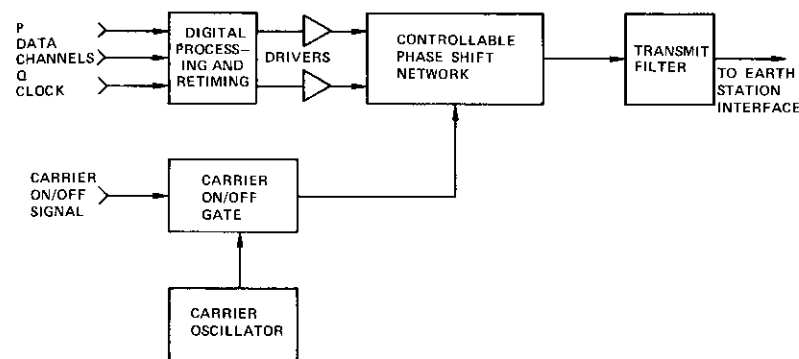 P
DATA
CHANNELS
Q
CLOCK
DIGITAL
PROCESS-
ING AND
RETIMING
DRIVERS
CONTROLLABLE
PHASE SHIFT
NETWORK
TRANSMIT
FILTER
TO EARTH
STATION
INTERFACE
CARRIER
ON/OFF
SIGNAL
CARRIER
ON/OFF
GATE
CARRIER
OSCILLATOR